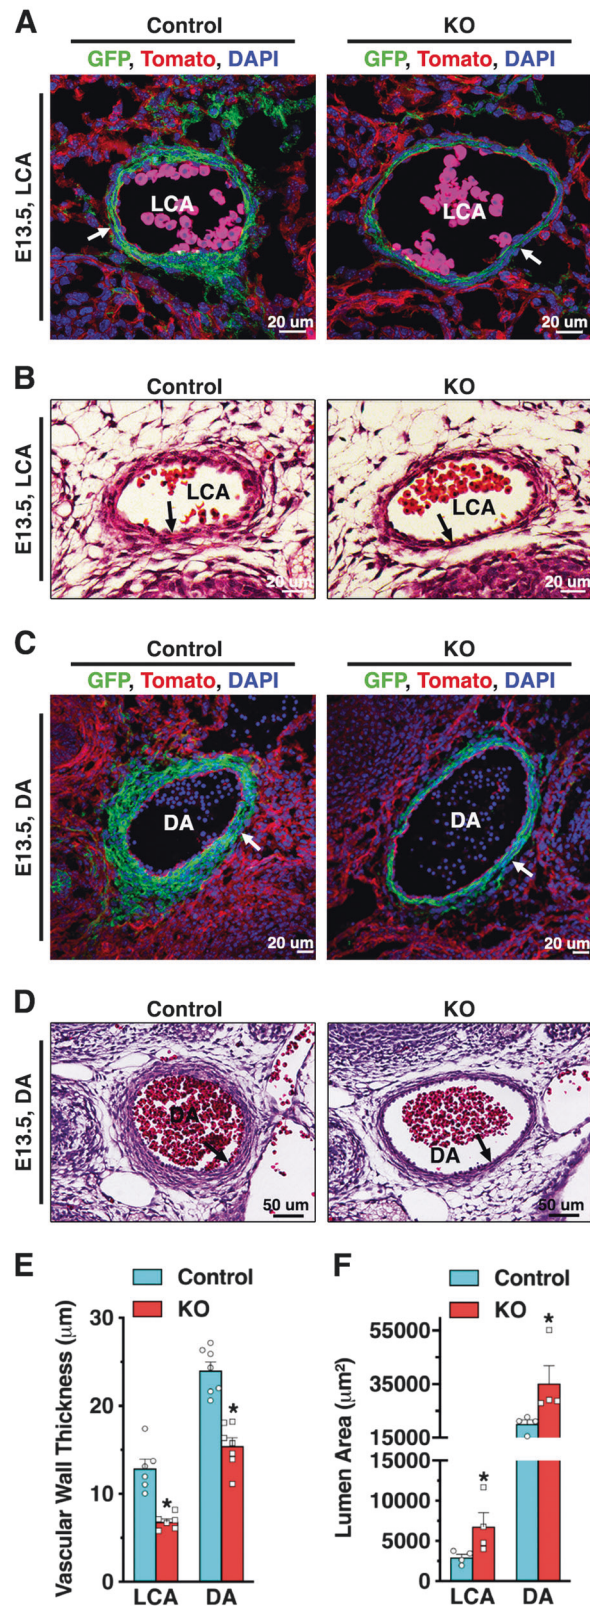 A
Control
KO
GFP, Tomato, DAPI
GFP, Tomato, DAPI
E13.5, LCA
LCA
LCA
20 um
20 um
B
Control
KO
E13.5, LCA
LCA
LCA
20 um
20 um
C
Control
KO
GFP, Tomato, DAPI
GFP, Tomato, DAPI
E13.5, DA
DA
DA
20 um
20 um
D
Control
KO
E13.5, DA
DA
DA
50 um
50 um
E
Control
KO
Vascular Wall Thickness (μm)
30
20
10
0
*
*
LCA
DA
F
Control
KO
Lumen Area (μm²)
55000
35000
15000
15000
10000
5000
0
*
*
LCA
DA